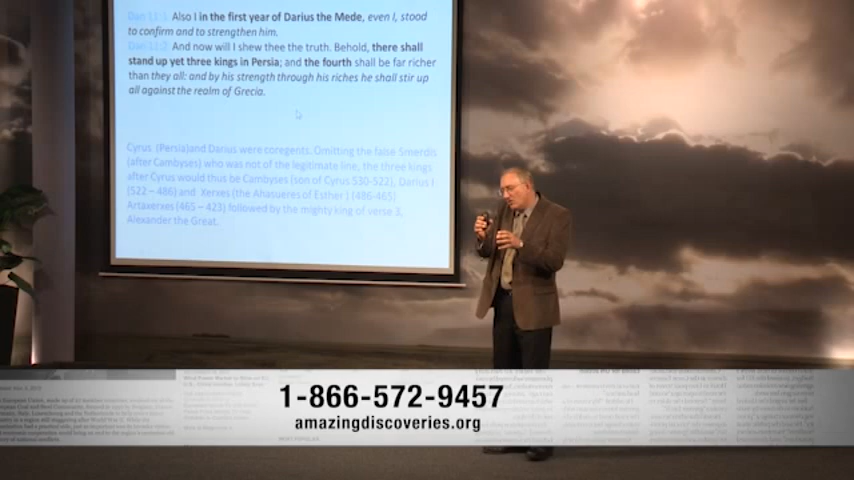 Dan 11:1 Also I in the first year of Darius the Mede, even I, stood
to confirm and to strengthen him.
Dan 11:2 And now will I shew thee the truth. Behold, there shall
stand up yet three kings in Persia; and the fourth shall be far richer
than they all: and by his strength through his riches he shall stir up
all against the realm of Grecia.
Cyrus (Persia)and Darius were coregents. Omitting the false Smerdis
(after Cambyses) who was not of the legitimate line, the three kings
after Cyrus would thus be Cambyses (son of Cyrus 530-522), Darius I
(522 – 486) and Xerxes (the Ahasueres of Esther ) (486-465)
Artaxerxes (465 – 423) followed by the mighty king of verse 3,
Alexander the Great.
1-866-572-9457
amazingdiscoveries.org
MOST POPULAR